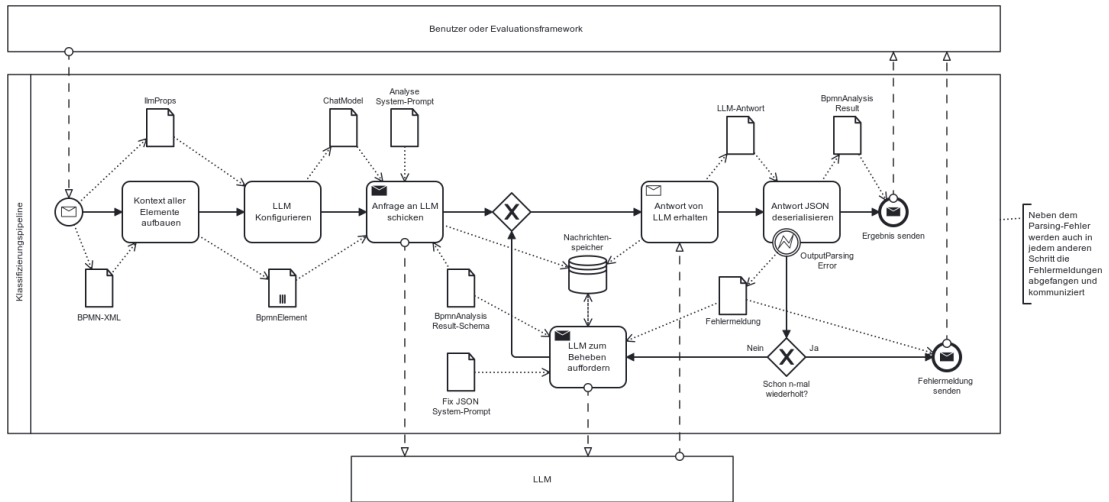 Benutzer oder Evaluationsframework
Klassifizierungspipeline
llmProps
ChatModel
Analyse
System-Prompt
LLM-Antwort
BpmnAnalysis
Result
Kontext aller
Elemente
aufbauen
LLM
Konfigurieren
Anfrage an LLM
schicken
Antwort von
LLM erhalten
Antwort JSON
deserialisieren
Ergebnis senden
Nachrichten-
speicher
OutputParsing
Error
BPMN-XML
BpmnElement
BpmnAnalysis
Result-Schema
Fehlermeldung
LLM zum
Beheben
auffordern
Nein
Ja
Schon n-mal
wiederholt?
Fehlermeldung
senden
Fix JSON
System-Prompt
LLM
Neben dem
Parsing-Fehler
werden auch in
jedem anderen
Schritt die
Fehlermeldungen
abgefangen und
kommuniziert